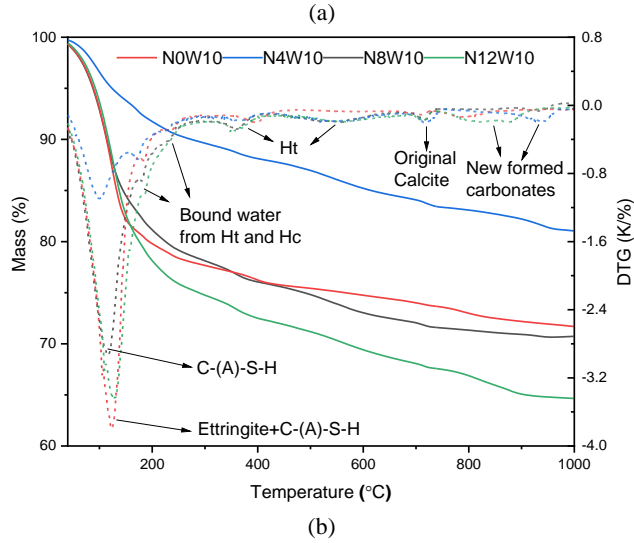 (a)
100
90
80
70
60
Mass (%)
N0W10 N4W10 N8W10 N12W10
Ht
Original
Calcite
New formed
carbonates
Bound water
from Ht and Hc
C-(A)-S-H
Ettringite+C-(A)-S-H
0.8
0.0
-0.8
-1.6
-2.4
-3.2
-4.0
DTG (K/%)
200 400 600 800 1000
Temperature (°C)
(b)